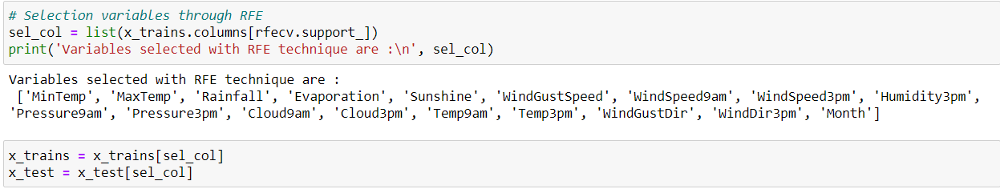 # Selection variables through RFE
sel_col = list(x_trains.columns[rfecv.support_])
print('Variables selected with RFE technique are :\n', sel_col)
Variables selected with RFE technique are :
['MinTemp', 'MaxTemp', 'Rainfall', 'Evaporation', 'Sunshine', 'WindGustSpeed', 'WindSpeed9am', 'WindSpeed3pm', 'Humidity3pm',
'Pressure9am', 'Pressure3pm', 'Cloud9am', 'Cloud3pm', 'Temp9am', 'Temp3pm', 'WindGustDir', 'WindDir3pm', 'Month']
x_trains = x_trains[sel_col]
x_test = x_test[sel_col]